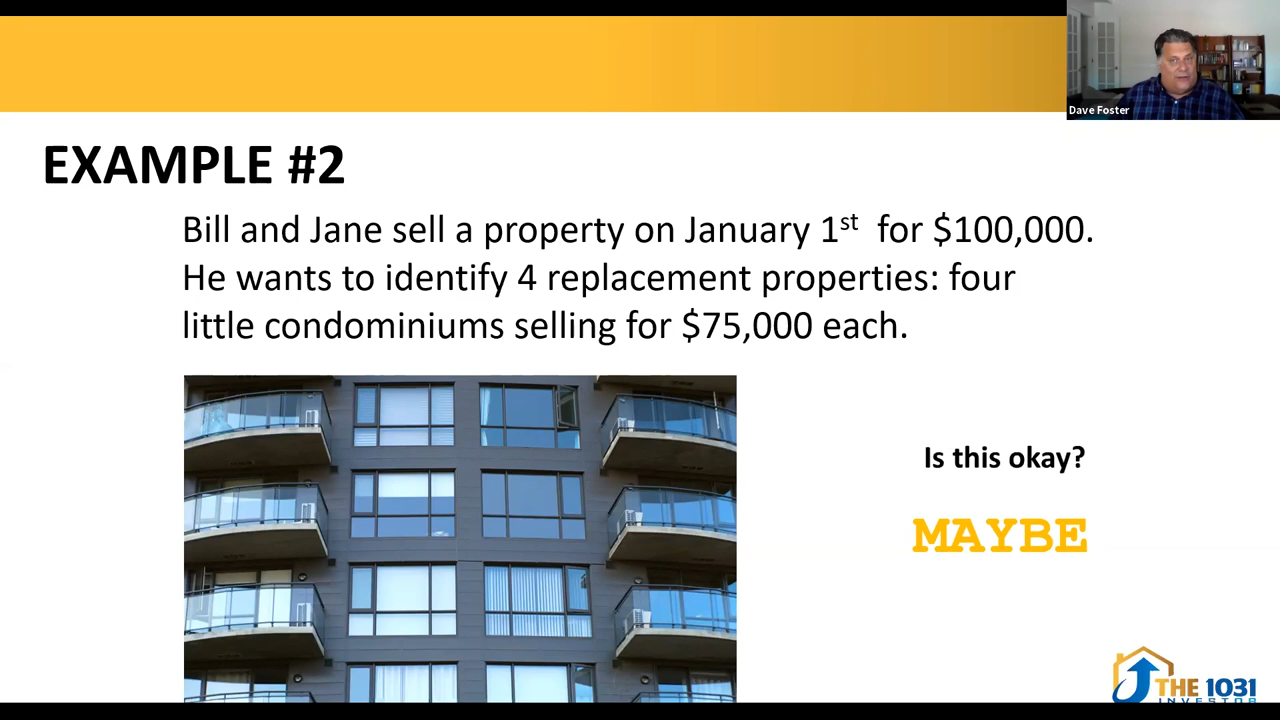 Dave Foster
EXAMPLE #2
Bill and Jane sell a property on January 1st for $100,000.
He wants to identify 4 replacement properties: four
little condominiums selling for $75,000 each.
Is this okay?
MAYBE
THE 1031
INVESTOR